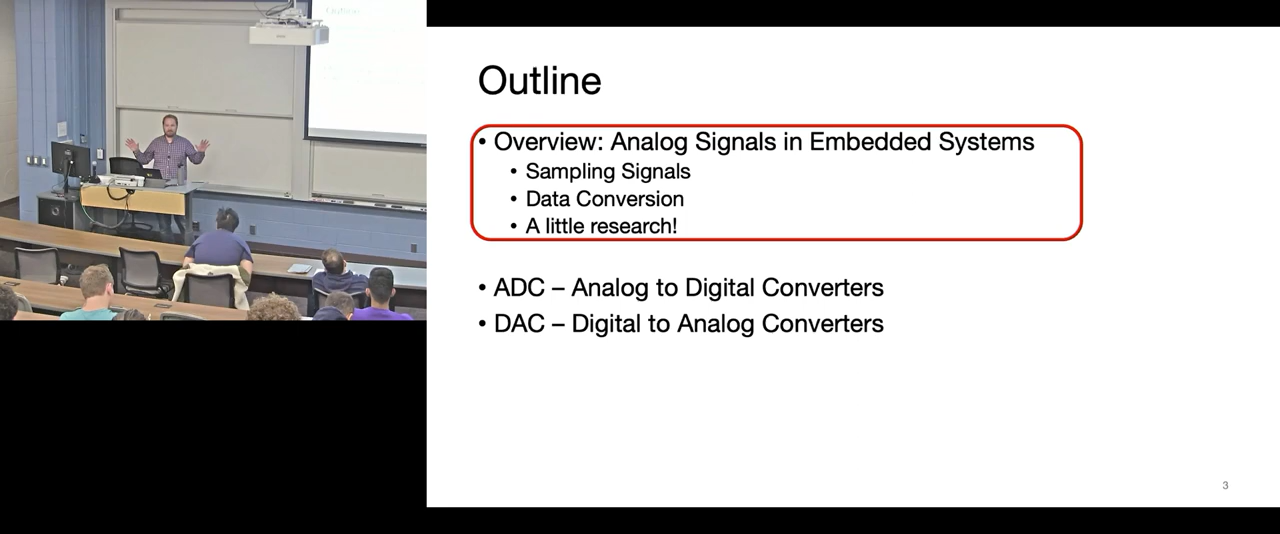 Outline
• Overview: Analog Signals in Embedded Systems
• Sampling Signals
• Data Conversion
• A little research!
• ADC – Analog to Digital Converters
• DAC – Digital to Analog Converters
3